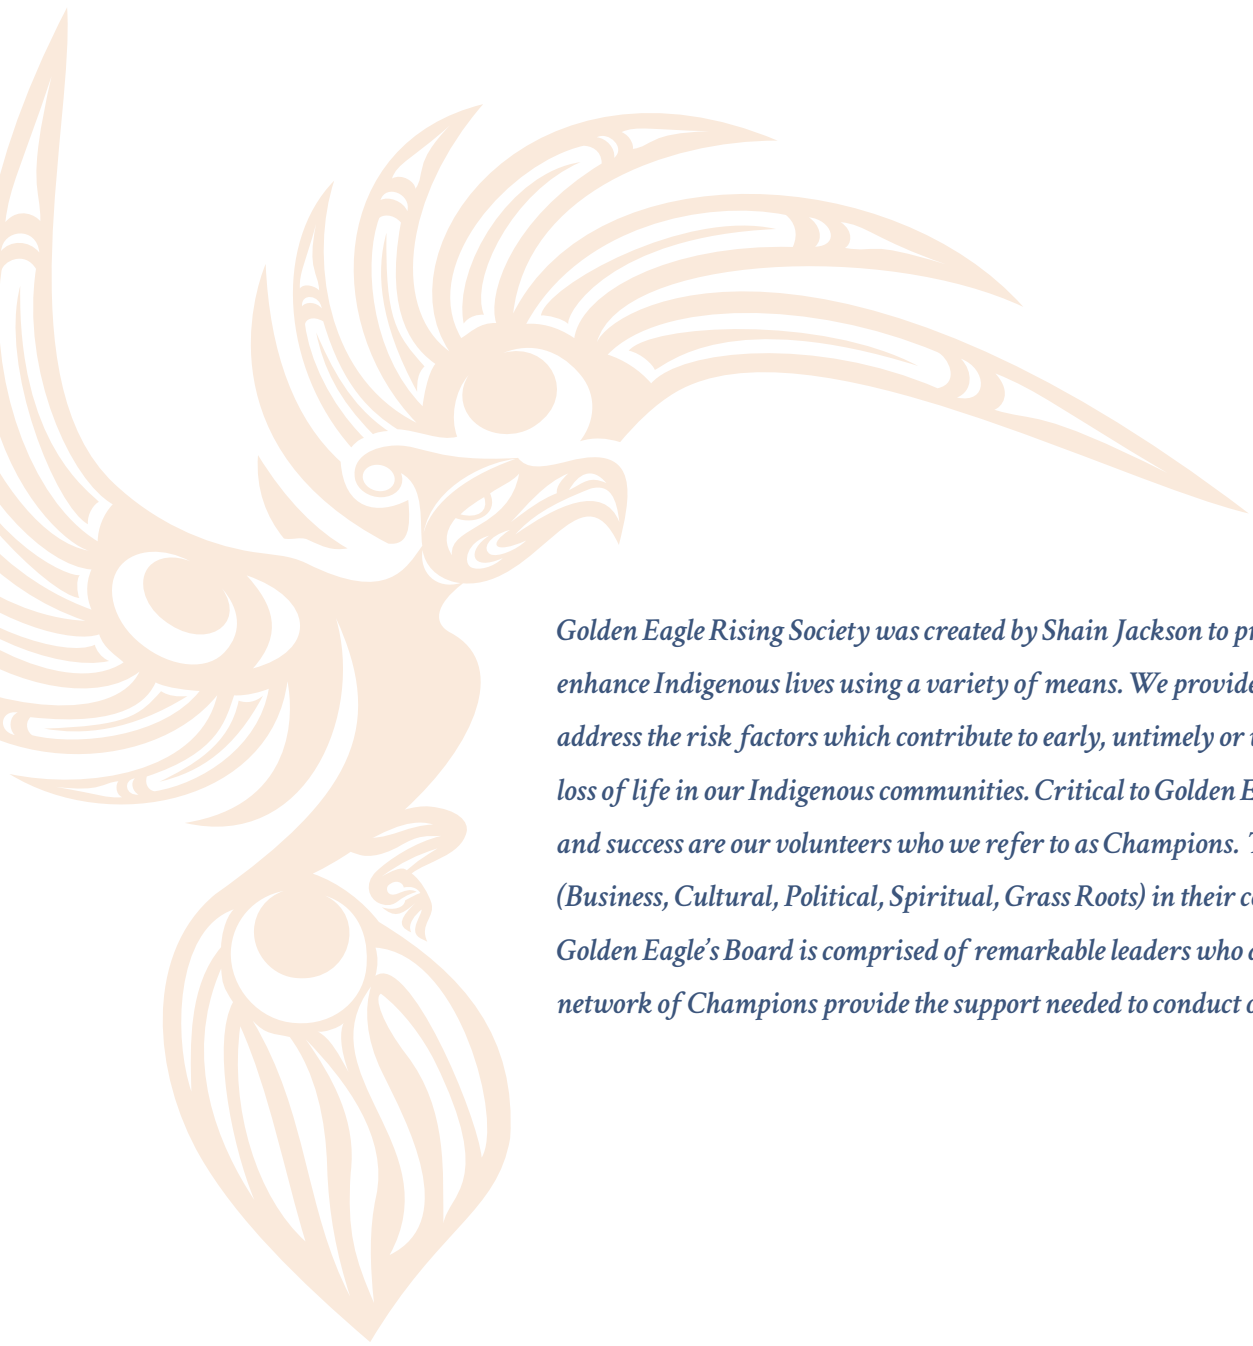 Golden Eagle Rising Society was created by Shain Jackson to
enhance Indigenous lives using a variety of means. We provide
address the risk factors which contribute to early, untimely or
loss of life in our Indigenous communities. Critical to Golden
and success are our volunteers who we refer to as Champions.
(Business, Cultural, Political, Spiritual, Grass Roots) in their
Golden Eagle’s Board is comprised of remarkable leaders who
network of Champions provide the support needed to conduct